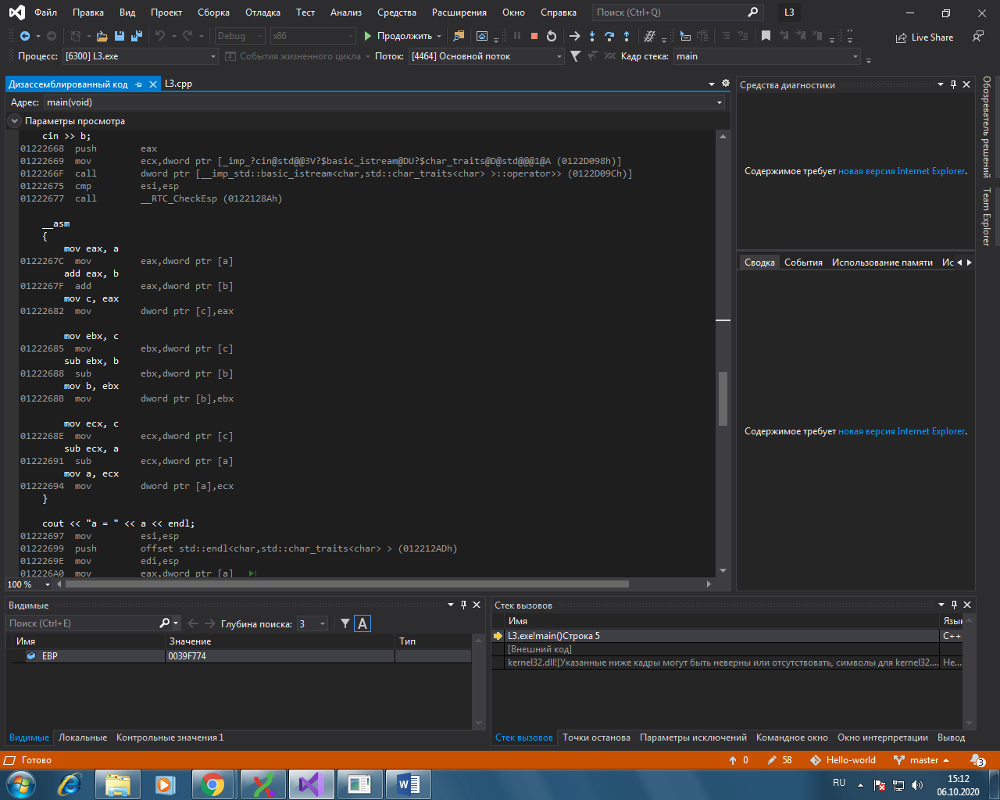 Файл Правка Вид Проект Сборка Отладка Тест Анализ Средства Расширения Окно Справка Поиск (Ctrl+Q) L3
Debug x86 Продолжить Live Share
Процесс: [6300] L3.exe События жизненного цикла Поток: [4464] Основной поток Кадр стека: main
Дизассемблированный код L3.cpp
Адрес: main(void)
Параметры просмотра
cin >> b;
01222668 push eax
01222669 mov ecx,dword ptr [_imp_?cin@std@@3V?$basic_istream@DU?$char_traits@D@std@@@1@A (0122D098h)]
0122266F call dword ptr [__imp_std::basic_istream<char,std::char_traits<char> >::operator>> (0122D09Ch)]
01222675 cmp esi,esp
01222677 call __RTC_CheckEsp (0122128Ah)
__asm
{
mov eax, a
0122267C mov eax,dword ptr [a]
add eax, b
0122267F add eax,dword ptr [b]
mov c, eax
01222682 mov dword ptr [c],eax
mov ebx, c
01222685 mov ebx,dword ptr [c]
sub ebx, b
01222688 sub ebx,dword ptr [b]
mov b, ebx
0122268B mov dword ptr [b],ebx
mov ecx, c
0122268E mov ecx,dword ptr [c]
sub ecx, a
01222691 sub ecx,dword ptr [a]
mov a, ecx
01222694 mov dword ptr [a],ecx
}
cout << "a = " << a << endl;
01222697 mov esi,esp
01222699 push offset std::endl<char,std::char_traits<char> > (012212ADh)
0122269E mov edi,esp
012226A0 mov eax,dword ptr [a]
100 %
Средства диагностики
Содержимое требует новая версия Internet Explorer.
Сводка События Использование памяти Ис
Содержимое требует новая версия Internet Explorer.
Обозреватель решений
Team Explorer
Видимые
Поиск (Ctrl+E) Глубина поиска: 3
Имя Значение Тип
EBP 0039F774
Видимые Локальные Контрольные значения 1
Стек вызовов
Имя Язык
L3.exe!main()Строка 5 C++
[Внешний код]
kernel32.dll![Указанные ниже кадры могут быть неверны или отсутствовать, символы для kernel32.... Не...
Стек вызовов Точки останова Параметры исключений Командное окно Окно интерпретации Вывод
Готово 0 58 Hello-world master 3
RU 15:12
06.10.2020